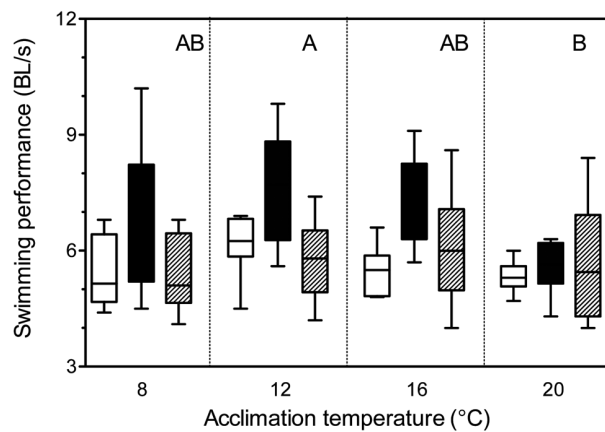 12
9
6
3
Swimming performance (BL/s)
AB A AB B
8 12 16 20
Acclimation temperature (°C)